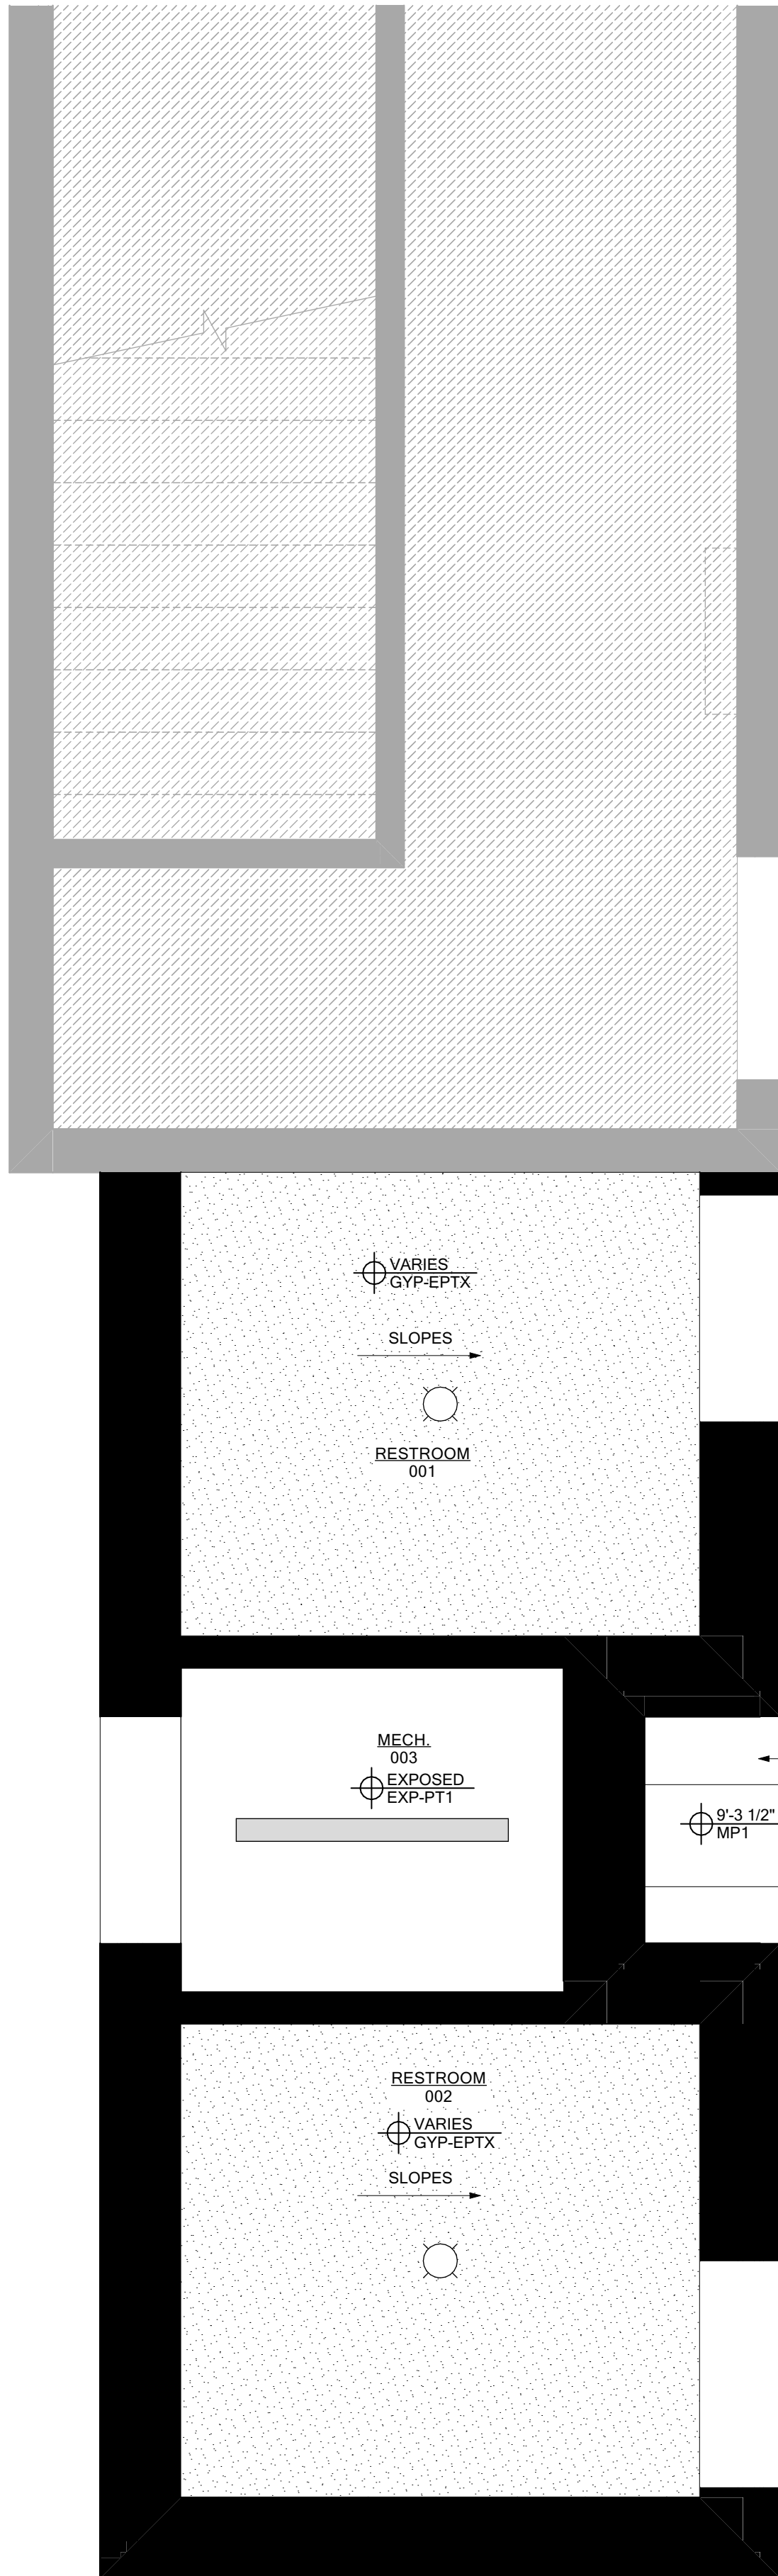 VARIES
GYP-EPTX
SLOPES
RESTROOM
001
MECH.
003
EXPOSED
EXP-PT1
9'-3 1/2"
MP1
RESTROOM
002
VARIES
GYP-EPTX
SLOPES